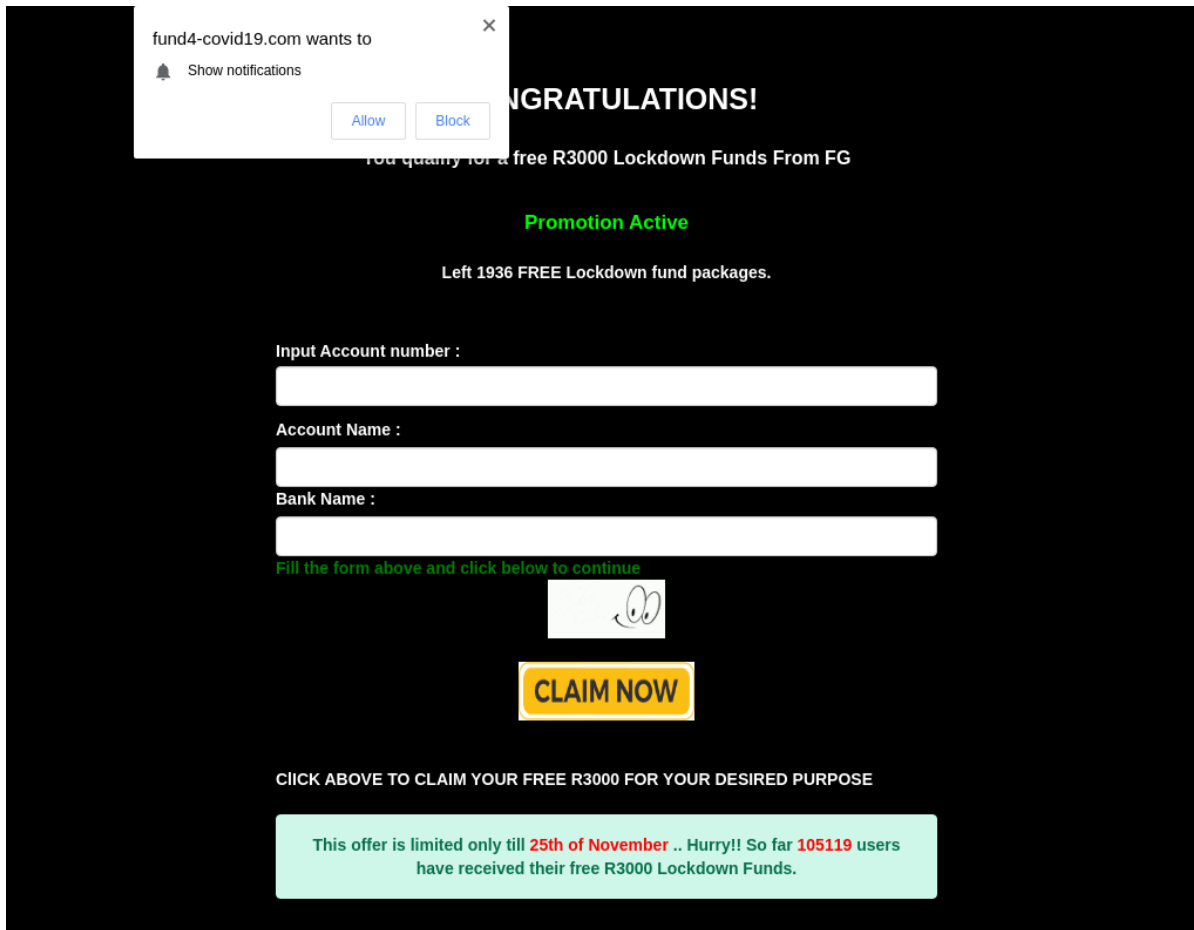 fund4-covid19.com wants to
Show notifications
Allow
Block
NGRATULATIONS!
You qualify for a free R3000 Lockdown Funds From FG
Promotion Active
Left 1936 FREE Lockdown fund packages.
Input Account number :
Account Name :
Bank Name :
Fill the form above and click below to continue
CLAIM NOW
ClICK ABOVE TO CLAIM YOUR FREE R3000 FOR YOUR DESIRED PURPOSE
This offer is limited only till 25th of November .. Hurry!! So far 105119 users
have received their free R3000 Lockdown Funds.